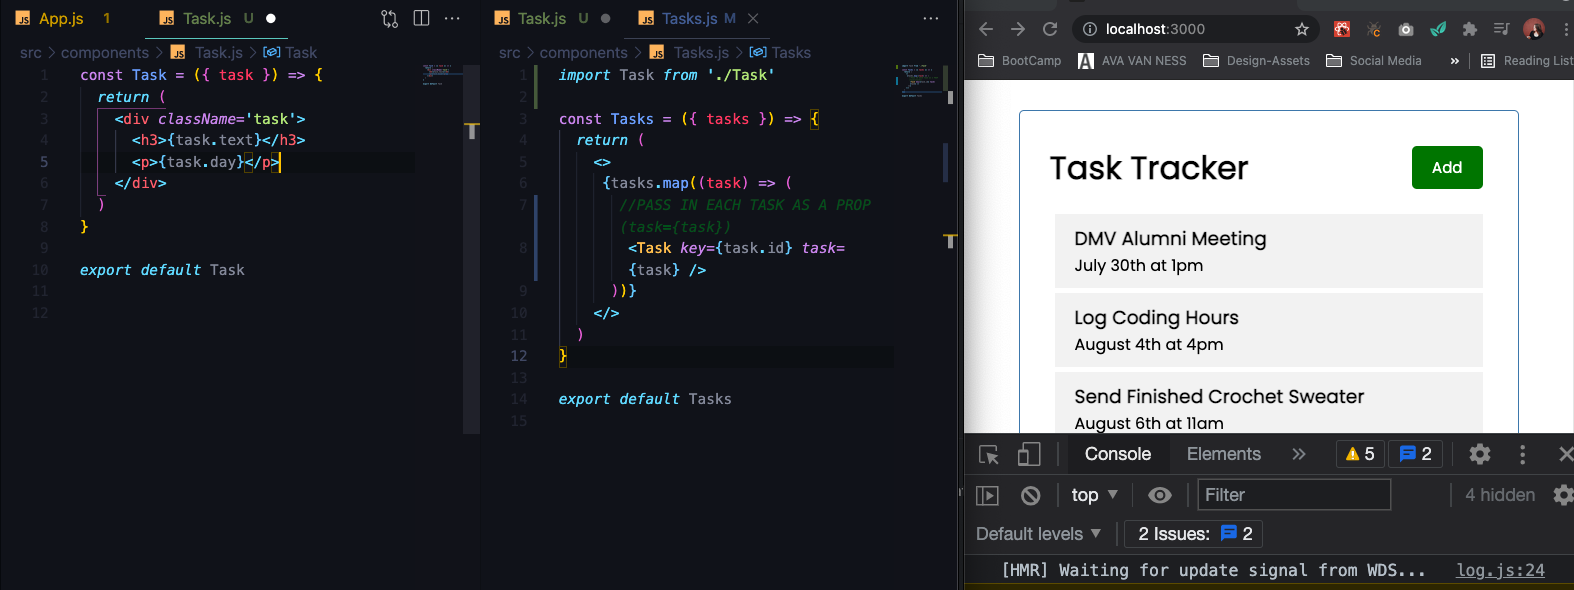 JS App.js 1
JS Task.js U
src > components > JS Task.js > Task
1 const Task = ({ task }) => {
2 return (
3 <div className='task'>
4 <h3>{task.text}</h3>
5 <p>{task.day}</p>
6 </div>
7 )
8 }
9
10 export default Task
11
12
JS Task.js U
JS Tasks.js M
src > components > JS Tasks.js > Tasks
1 import Task from './Task'
2
3 const Tasks = ({ tasks }) => {
4 return (
5 <>
6 {tasks.map((task) => (
7 //PASS IN EACH TASK AS A PROP
(task={task})
8 <Task key={task.id} task=
{task} />
9 ))}
10 </>
11 )
12 }
13
14 export default Tasks
15
localhost:3000
BootCamp
AVA VAN NESS
Design-Assets
Social Media
»
Reading List
Task Tracker
Add
DMV Alumni Meeting
July 30th at 1pm
Log Coding Hours
August 4th at 4pm
Send Finished Crochet Sweater
August 6th at 11am
Console
Elements
»
5
2
top
Filter
4 hidden
Default levels
2 Issues: 2
[HMR] Waiting for update signal from WDS... log.js:24